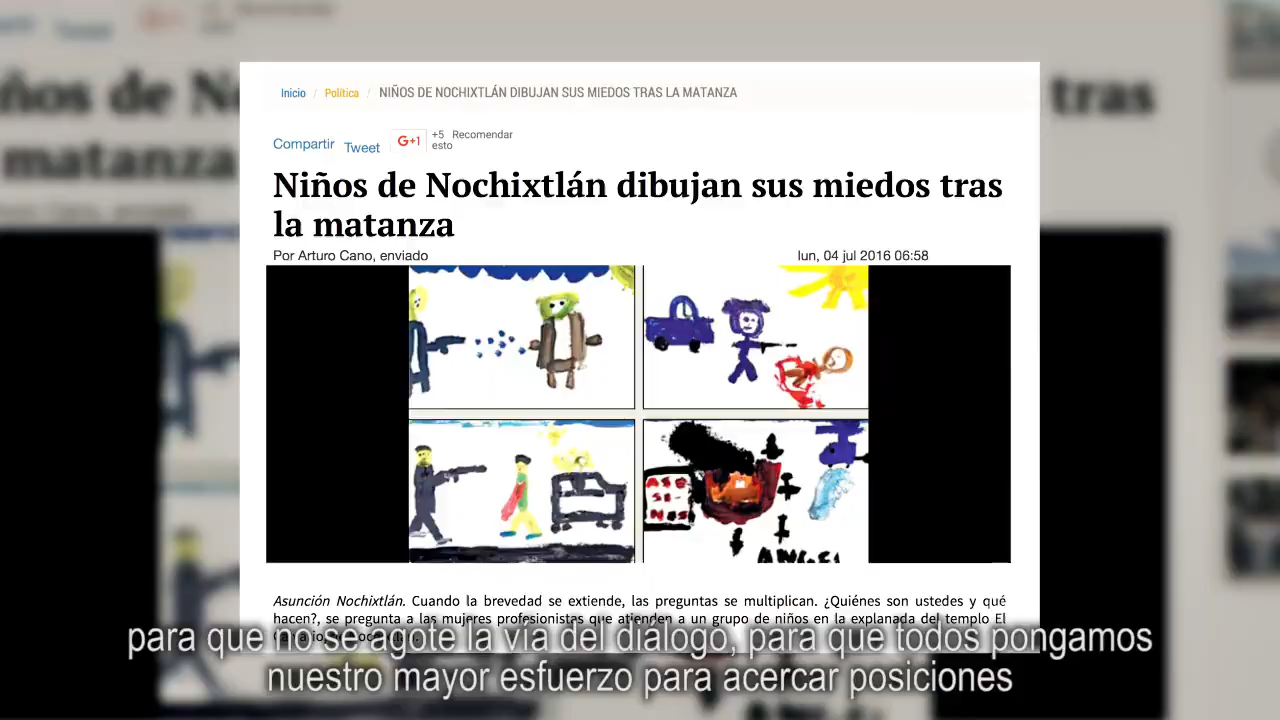 Inicio / Política / NIÑOS DE NOCHIXTLÁN DIBUJAN SUS MIEDOS TRAS LA MATANZA
Compartir Tweet G+1 +5 Recomendar
esto
Niños de Nochixtlán dibujan sus miedos tras
la matanza
Por Arturo Cano, enviado lun, 04 jul 2016 06:58
ASE
SI-
NOS
ANGEL
Asunción Nochixtlán. Cuando la brevedad se extiende, las preguntas se multiplican. ¿Quiénes son ustedes y qué
hacen?, se pregunta a las mujeres profesionistas que atienden a un grupo de niños en la explanada del templo El
para que no se agote la vía del diálogo, para que todos pongamos
nuestro mayor esfuerzo para acercar posiciones